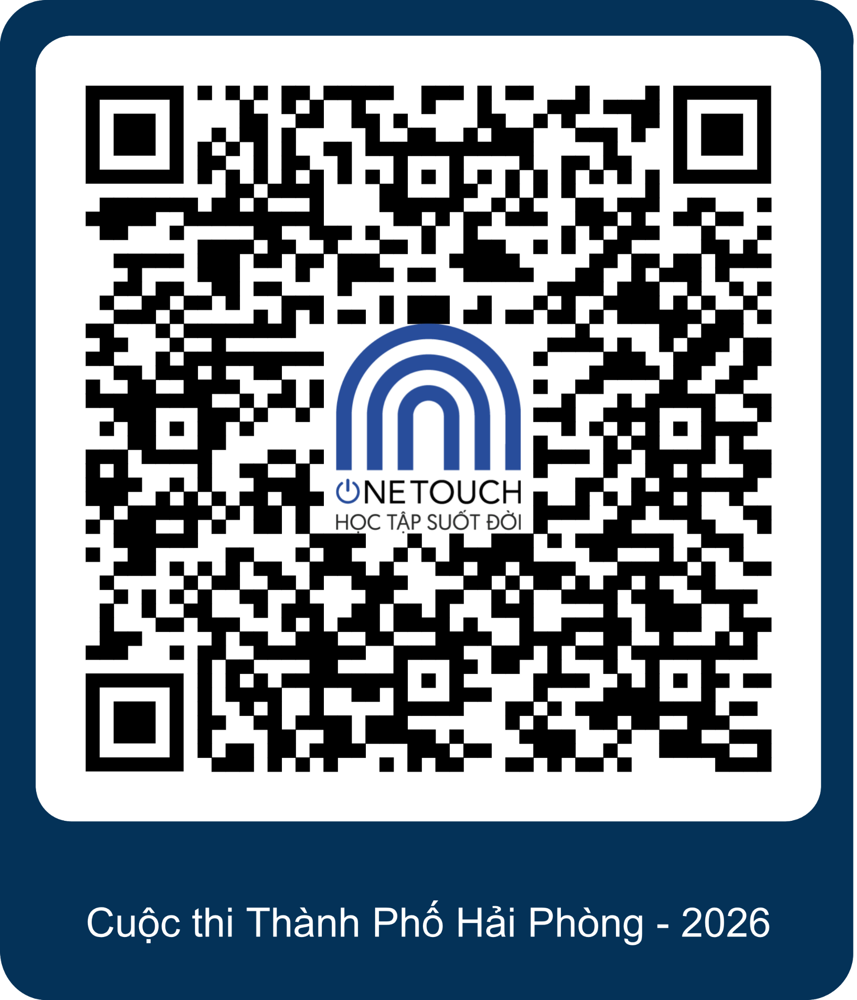 ONETOUCH
HỌC TẬP SUỐT ĐỜI
Cuộc thi Thành Phố Hải Phòng - 2026